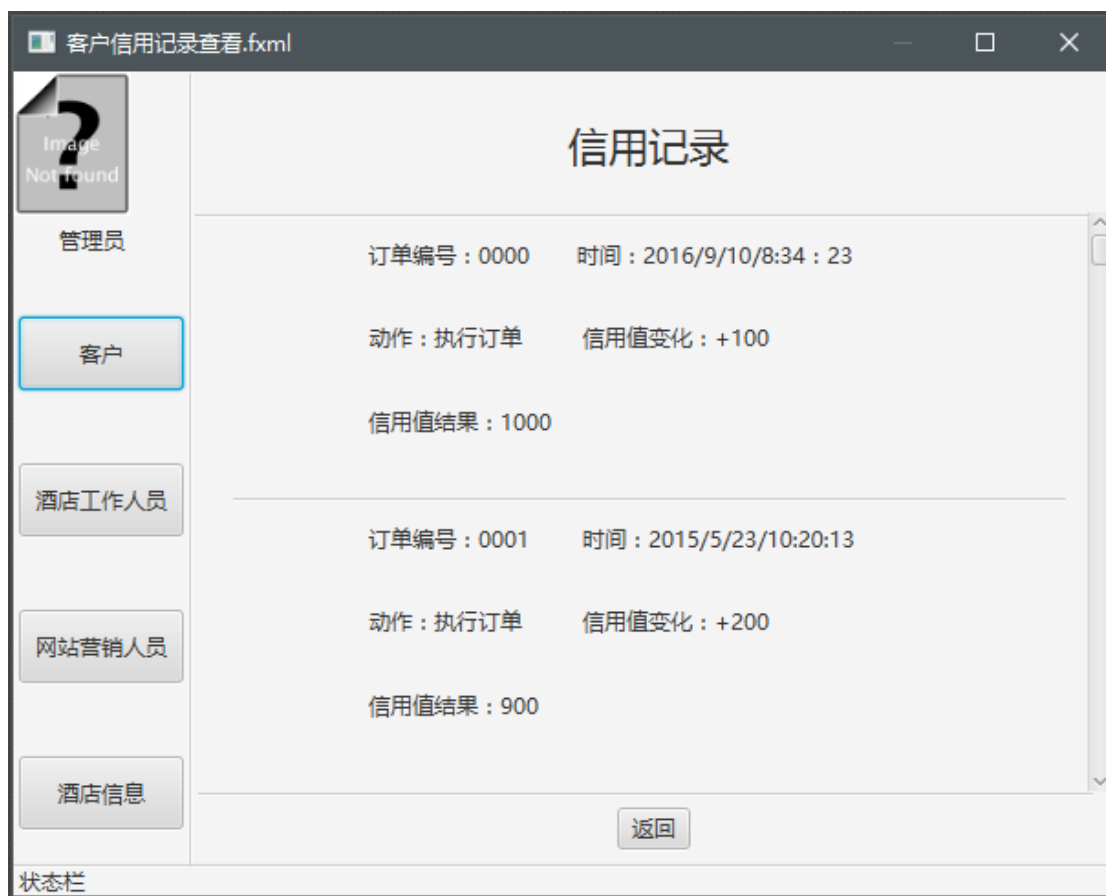 客户信用记录查看.fxml
?
Image
Not found
管理员
客户
酒店工作人员
网站营销人员
酒店信息
信用记录
订单编号：0000 时间：2016/9/10/8:34：23
动作：执行订单 信用值变化：+100
信用值结果：1000
订单编号：0001 时间：2015/5/23/10:20:13
动作：执行订单 信用值变化：+200
信用值结果：900
返回
状态栏